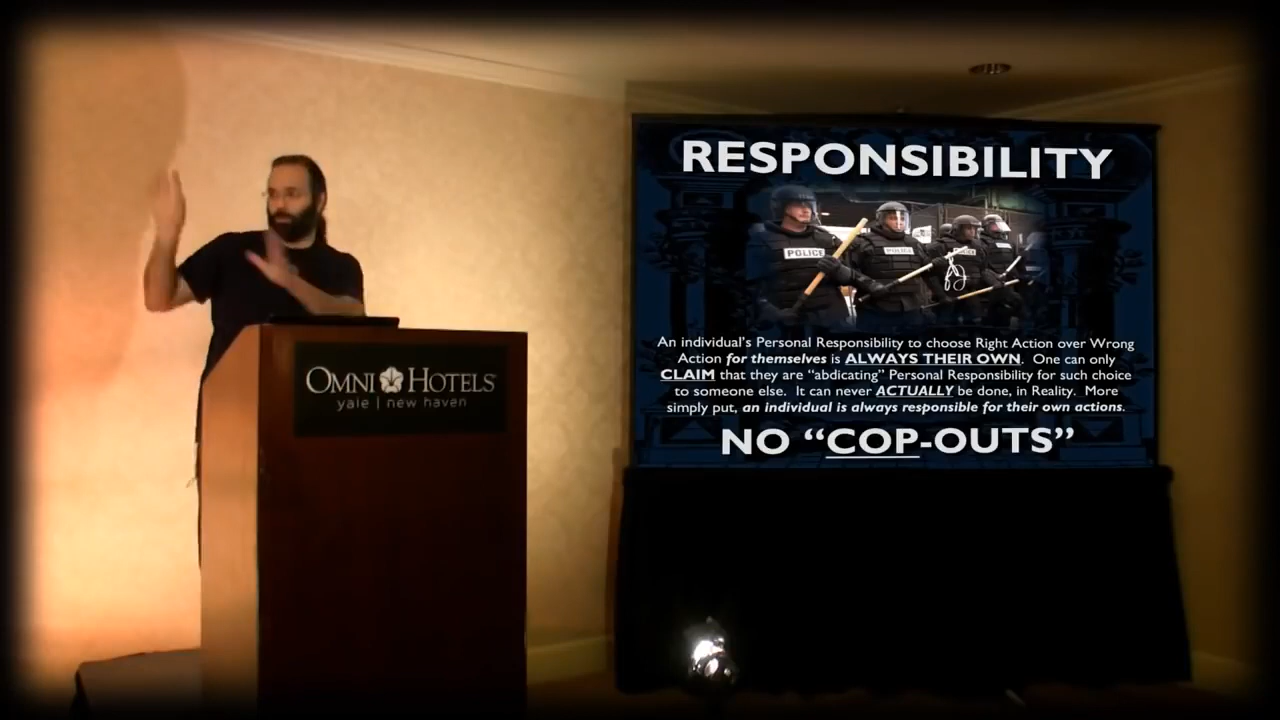 RESPONSIBILITY
POLICE
POLICE
An individual's Personal Responsibility to choose Right Action over Wrong
Action for themselves is ALWAYS THEIR OWN. One can only
CLAIM that they are "abdicating" Personal Responsibility for such choice
to someone else. It can never ACTUALLY be done, in Reality. More
simply put, an individual is always responsible for their own actions.
NO "COP-OUTS"
OMNI HOTELS
yale | new haven